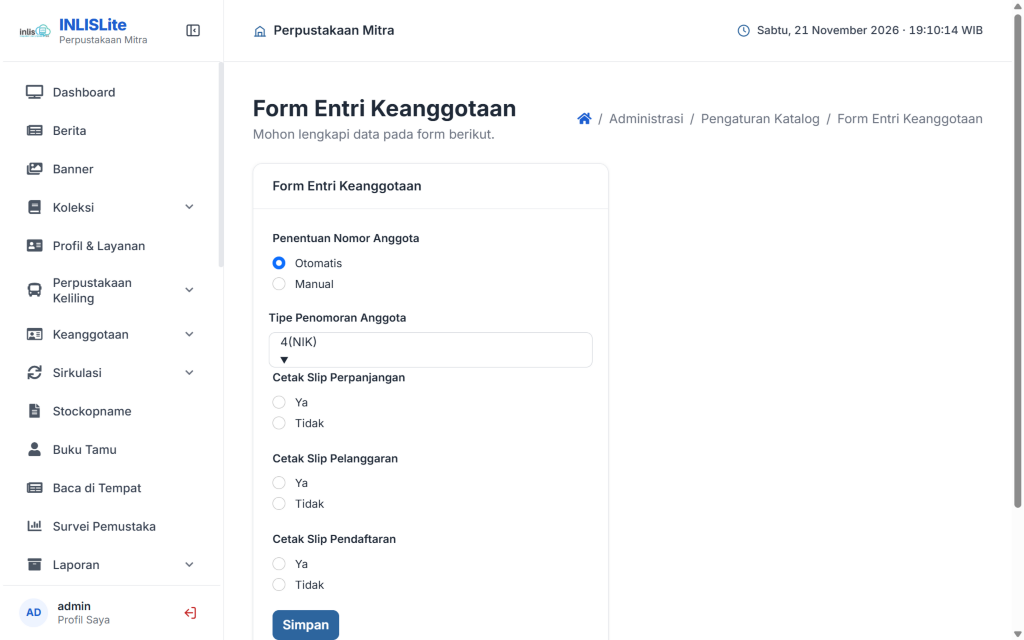 inlis
INLISLite
Perpustakaan Mitra
Perpustakaan Mitra
Sabtu, 21 November 2026 · 19:10:14 WIB
Dashboard
Berita
Banner
Koleksi
Profil & Layanan
Perpustakaan
Keliling
Keanggotaan
Sirkulasi
Stockopname
Buku Tamu
Baca di Tempat
Survei Pemustaka
Laporan
AD
admin
Profil Saya
Form Entri Keanggotaan
Mohon lengkapi data pada form berikut.
/ Administrasi / Pengaturan Katalog / Form Entri Keanggotaan
Form Entri Keanggotaan
Penentuan Nomor Anggota
Otomatis
Manual
Tipe Penomoran Anggota
4(NIK)
Cetak Slip Perpanjangan
Ya
Tidak
Cetak Slip Pelanggaran
Ya
Tidak
Cetak Slip Pendaftaran
Ya
Tidak
Simpan